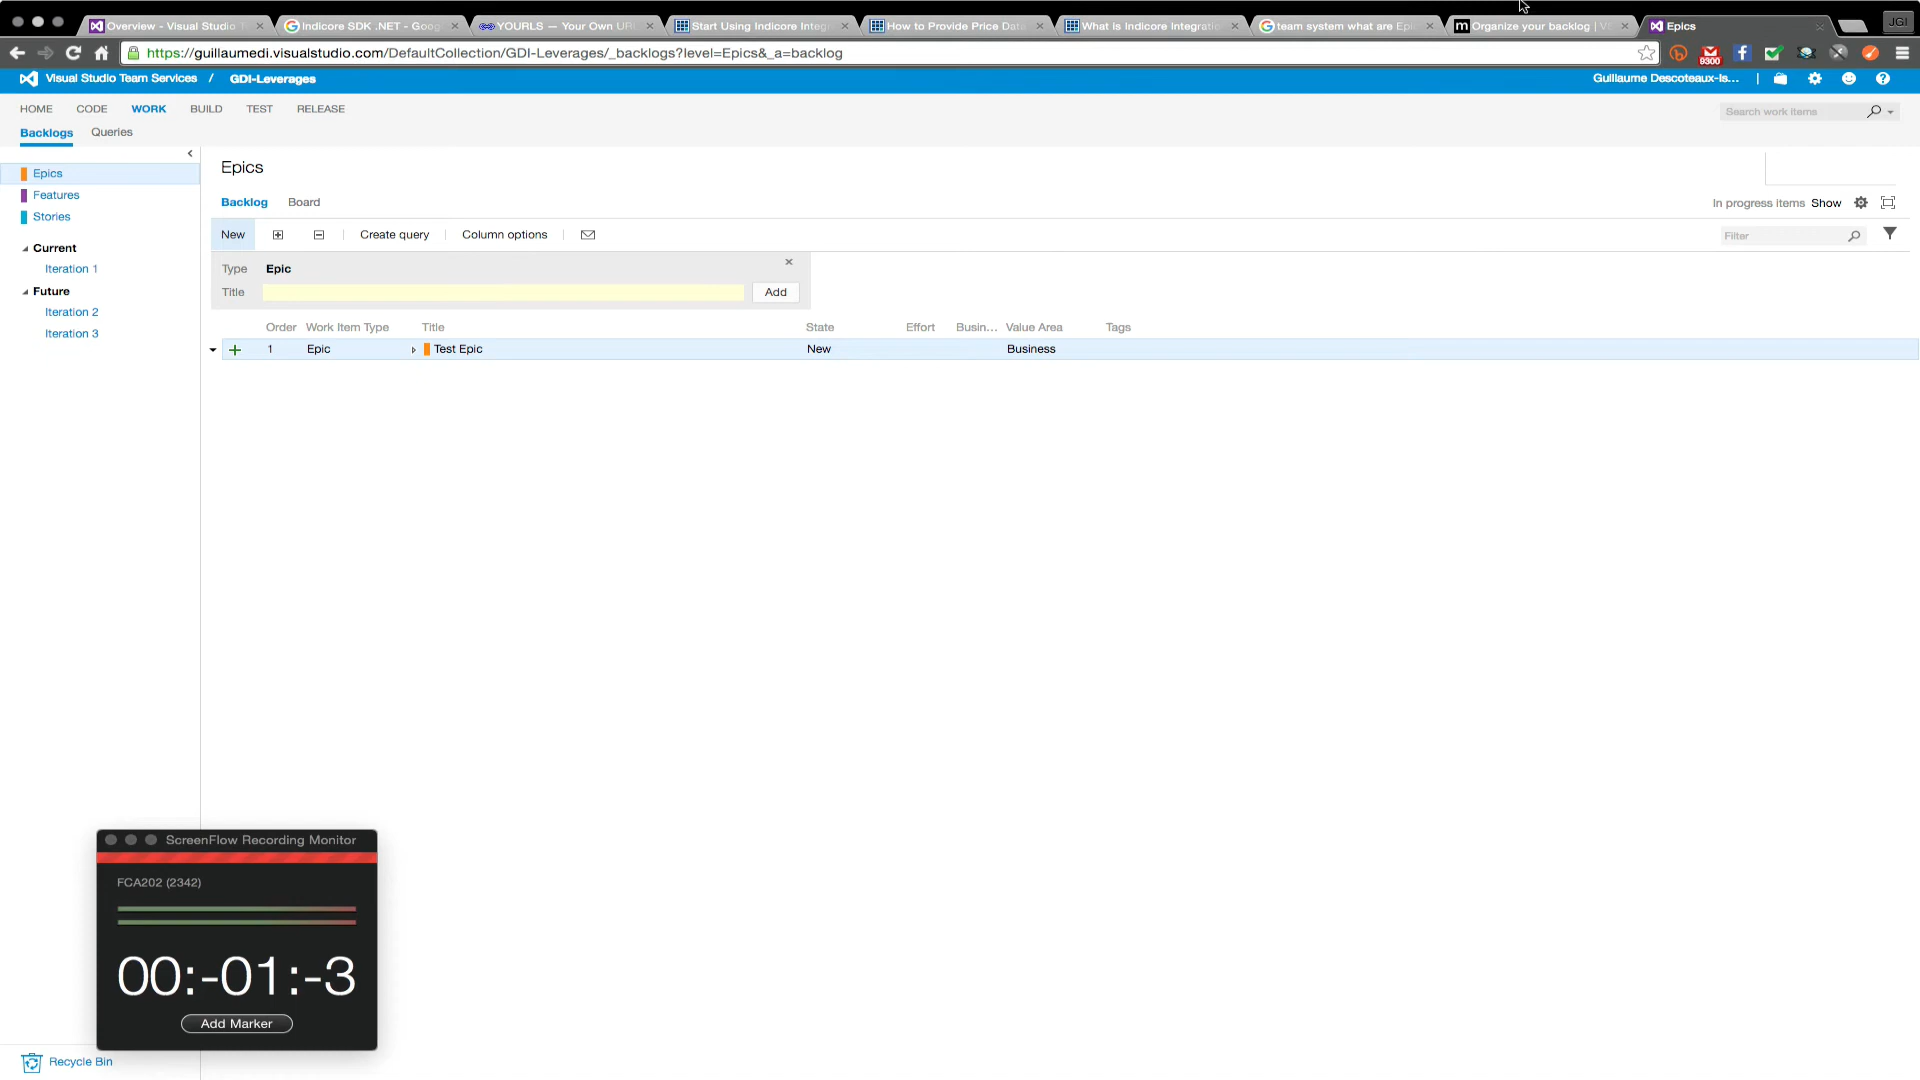 Overview - Visual Studio T
Indicore SDK .NET - Goog
YOURLS — Your Own UR
Start Using Indicore Integr
How to Provide Price Data
What Is Indicore Integratio
team system what are Epi
Organize your backlog | V
Epics
JGI
https://guillaumedi.visualstudio.com/DefaultCollection/GDI-Leverages/_backlogs?level=Epics&_a=backlog
9300
Visual Studio Team Services / GDI-Leverages
Guillaume Descoteaux-Is...
HOME CODE WORK BUILD TEST RELEASE
Search work items
Backlogs Queries
Epics
Features
Stories
Current
Iteration 1
Future
Iteration 2
Iteration 3
Epics
Backlog Board
In progress items Show
New Create query Column options
Filter
Type Epic
Title Add
Order Work Item Type Title State Effort Busin... Value Area Tags
1 Epic Test Epic New Business
ScreenFlow Recording Monitor
FCA202 (2342)
00:-01:-3
Add Marker
Recycle Bin